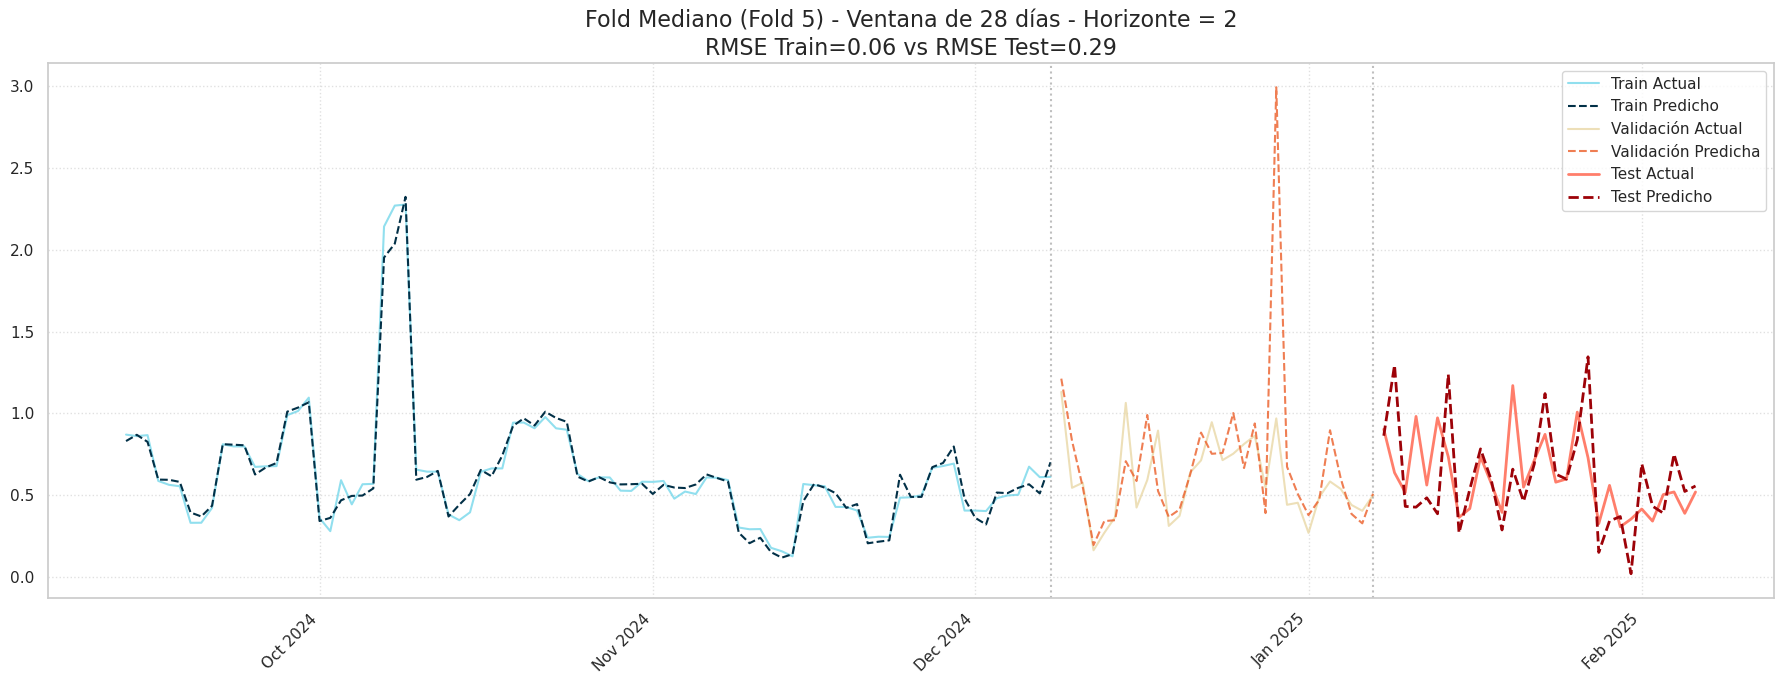 Fold Mediano (Fold 5) - Ventana de 28 días - Horizonte = 2
RMSE Train=0.06 vs RMSE Test=0.29
3.0
2.5
2.0
1.5
1.0
0.5
0.0
Train Actual
Train Predicho
Validación Actual
Validación Predicha
Test Actual
Test Predicho
Oct 2024
Nov 2024
Dec 2024
Jan 2025
Feb 2025